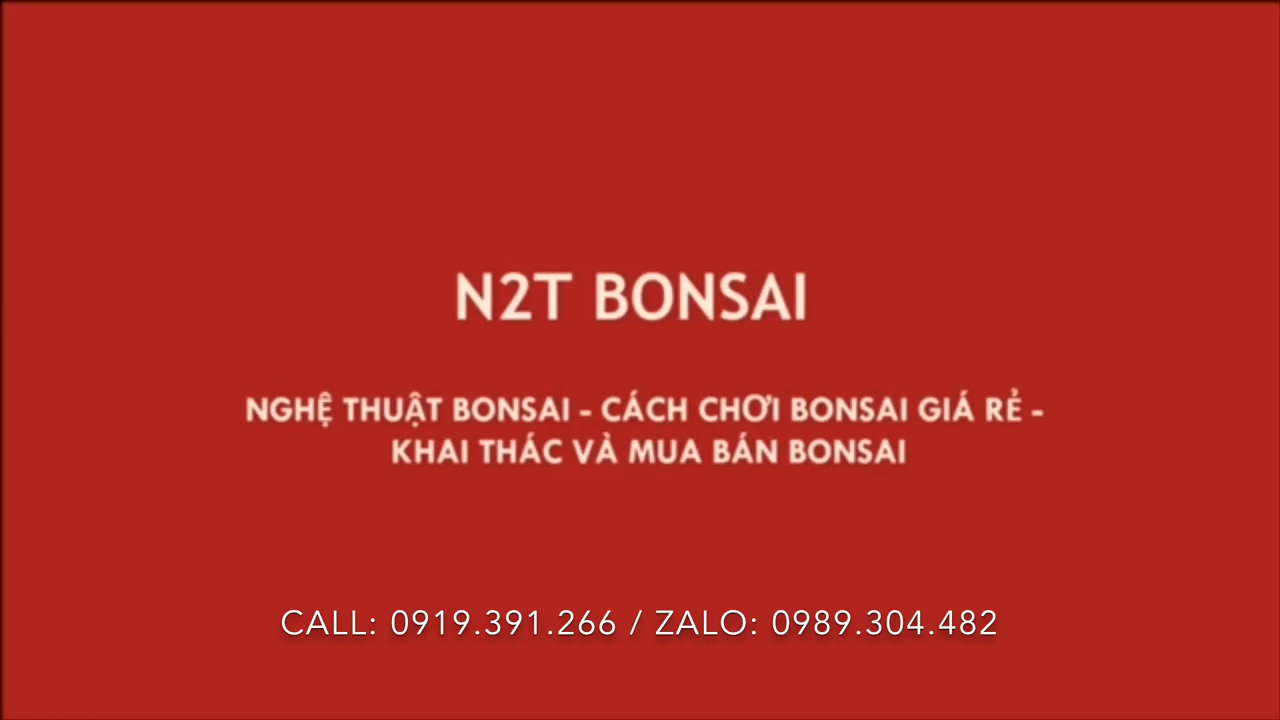 N2T BONSAI
NGHỆ THUẬT BONSAI - CÁCH CHƠI BONSAI GIÁ RẺ -
KHAI THÁC VÀ MUA BÁN BONSAI
CALL: 0919.391.266 / ZALO: 0989.304.482